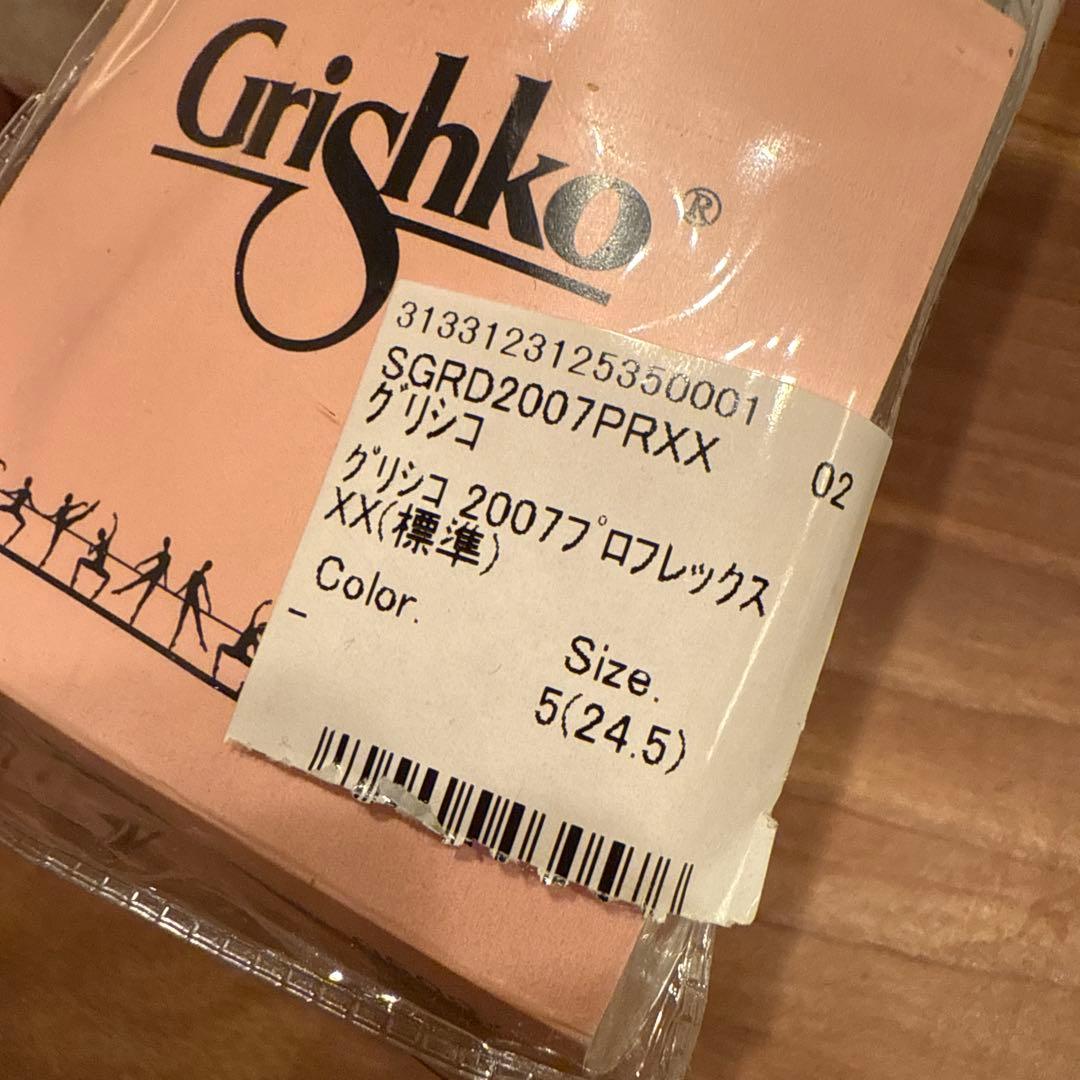 Grishko®
3133123125350001
SGRD2007PRXX 02
グリシコ
グリシコ 2007プロフレックス
XX(標準)
Color.
-
Size.
5(24.5)